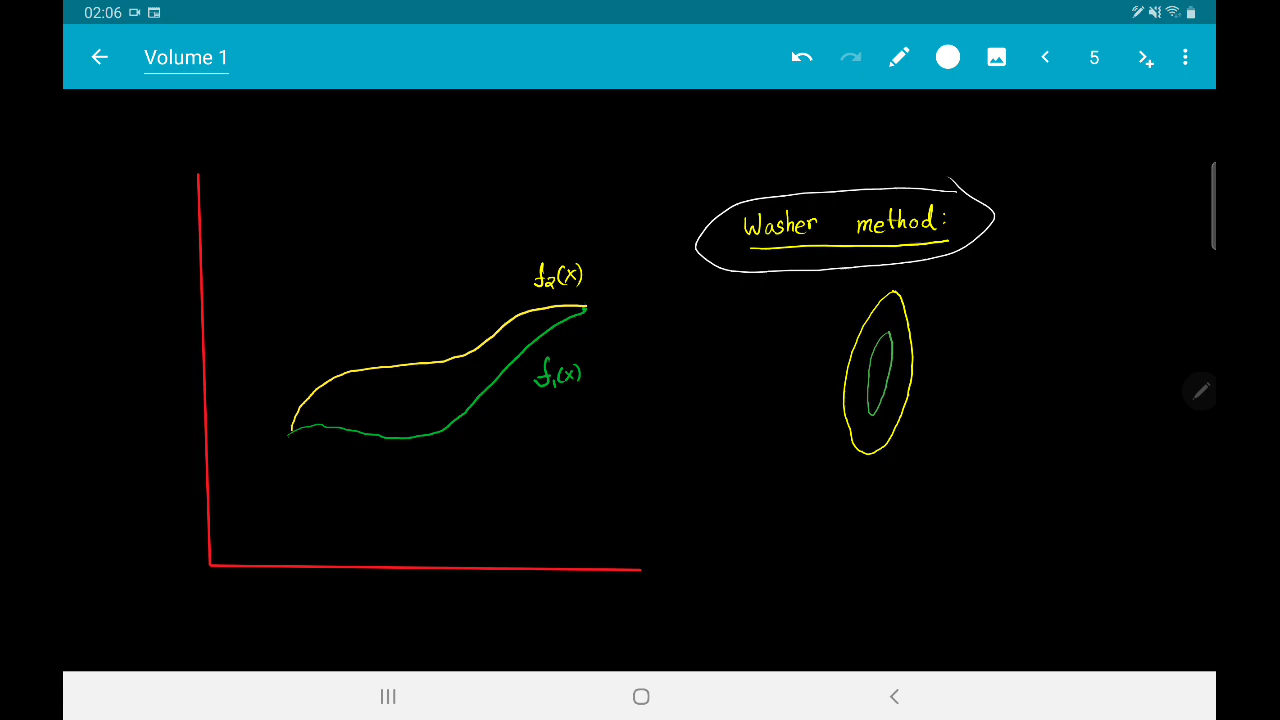 02:06
Volume 1
5
Washer method:
f₂(x)
f₁(x)